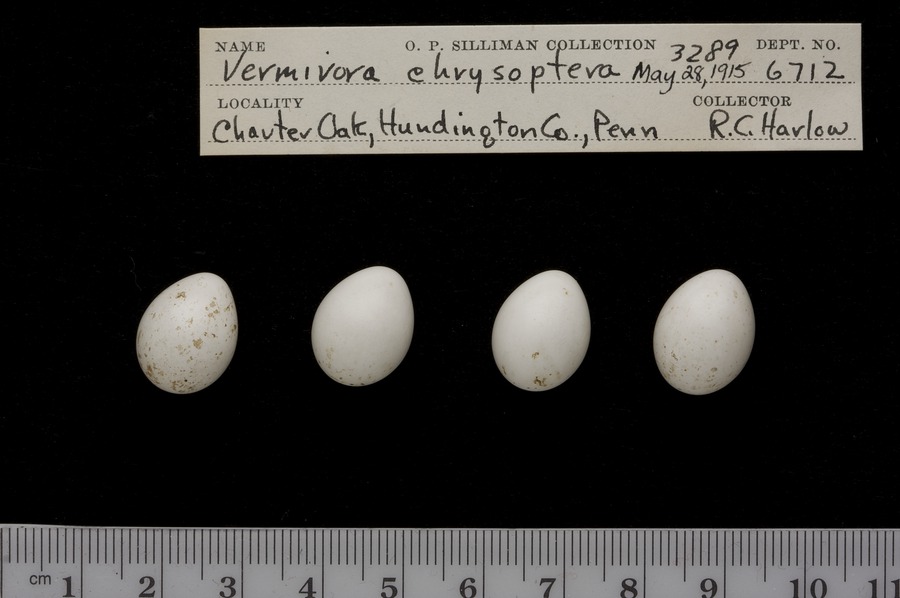 NAME O. P. SILLIMAN COLLECTION 3289 DEPT. NO.
Vermivora chrysoptera May 28, 1915 6712
LOCALITY COLLECTOR
Charter Oak, Hundington Co., Penn R.C. Harlow
cm 1 2 3 4 5 6 7 8 9 10 11